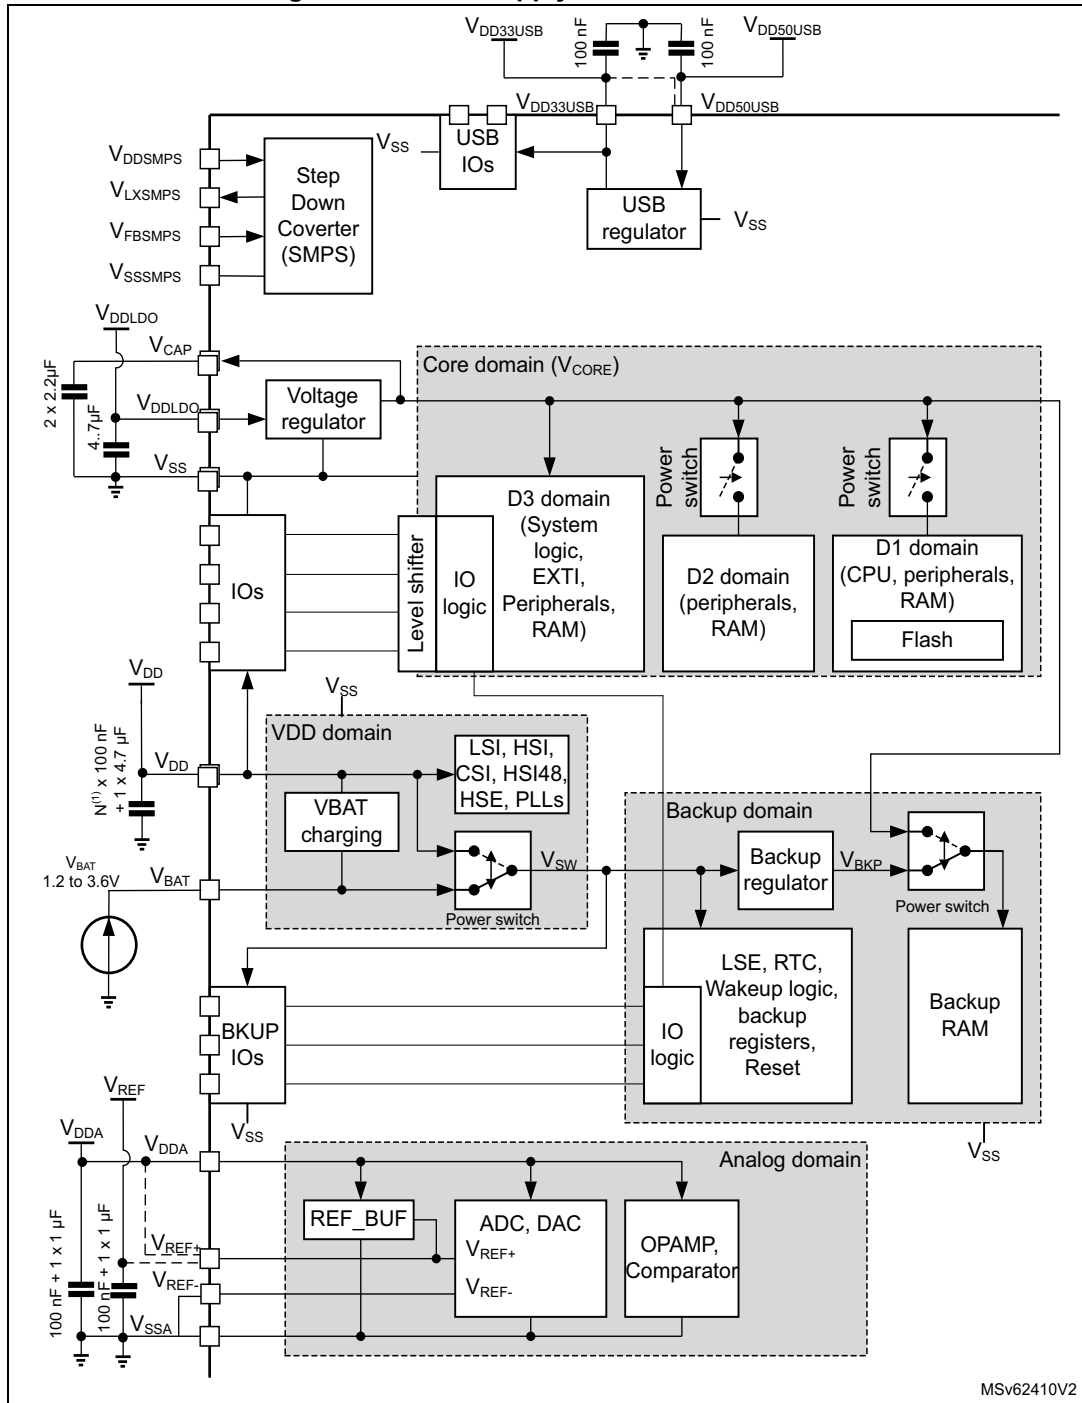 VDD33USB
100 nF
100 nF
VDD50USB
VDD33USB
VDD50USB
VSS
USB
IOs
USB
regulator
VSS
VDDSMPS
VLXSMPS
VFBSMPS
VSSSMPS
Step
Down
Coverter
(SMPS)
VDDLDO
VCAP
2 x 2.2µF
VDDLDO
4..7µF
VSS
Voltage
regulator
Core domain (VCORE)
Power
switch
Power
switch
D3 domain
(System
logic,
EXTI,
Peripherals,
RAM)
D2 domain
(peripherals,
RAM)
D1 domain
(CPU, peripherals,
RAM)
Flash
IOs
Level shifter
IO
logic
VDD
VSS
N(1) x 100 nF
+ 1 x 4.7 µF
VDD
VDD domain
LSI, HSI,
CSI, HSI48,
HSE, PLLs
VBAT
charging
VBAT
1.2 to 3.6V
VBAT
VSW
Power switch
Backup domain
Backup
regulator
VBKP
Power switch
LSE, RTC,
Wakeup logic,
backup
registers,
Reset
IO
logic
Backup
RAM
VSS
BKUP
IOs
VSS
VREF
VDDA
VDDA
100 nF + 1 x 1 µF
100 nF + 1 x 1 µF
VREF+
VREF-
VSSA
Analog domain
REF_BUF
ADC, DAC
VREF+
VREF-
OPAMP,
Comparator
MSv62410V2